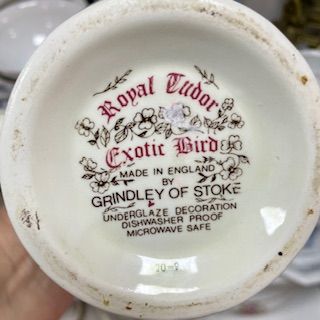 Royal Tudor
Exotic Bird
MADE IN ENGLAND
BY
GRINDLEY OF STOKE
UNDERGLAZE DECORATION
DISHWASHER PROOF
MICROWAVE SAFE